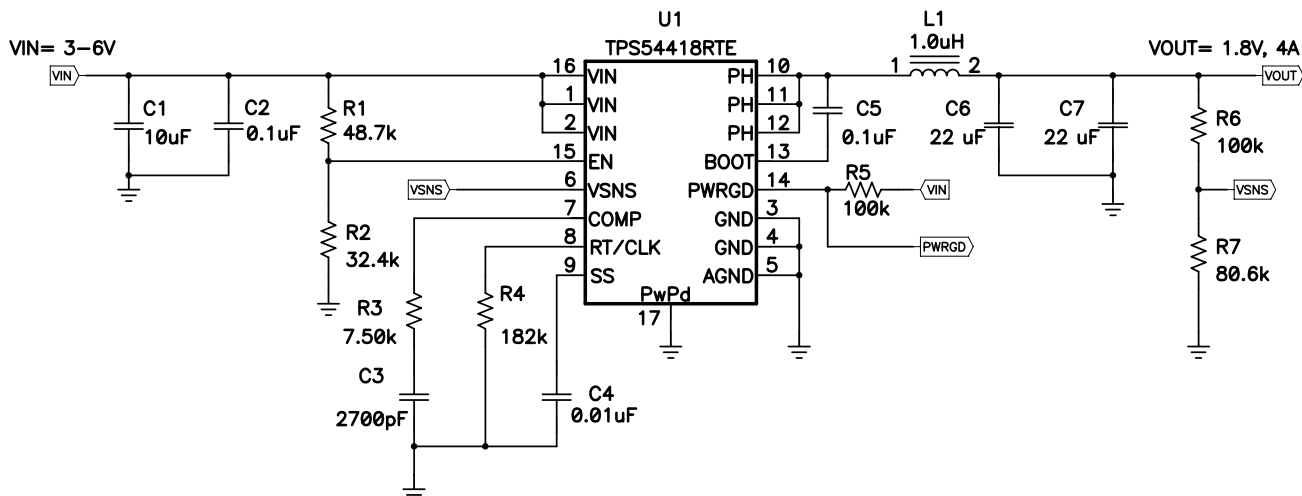 U1
TPS54418RTE
L1
1.0uH
VIN= 3-6V
VOUT= 1.8V, 4A
VIN
VOUT
16 VIN
1 VIN
2 VIN
15 EN
6 VSNS
7 COMP
8 RT/CLK
9 SS
PH 10
PH 11
PH 12
BOOT 13
PWRGD 14
GND 3
GND 4
AGND 5
PwPd
17
1 2
C1
10uF
C2
0.1uF
R1
48.7k
VSNS
R2
32.4k
R3
7.50k
R4
182k
C3
2700pF
C4
0.01uF
C5
0.1uF
R5
100k
VIN
PWRGD
C6
22 uF
C7
22 uF
R6
100k
VSNS
R7
80.6k